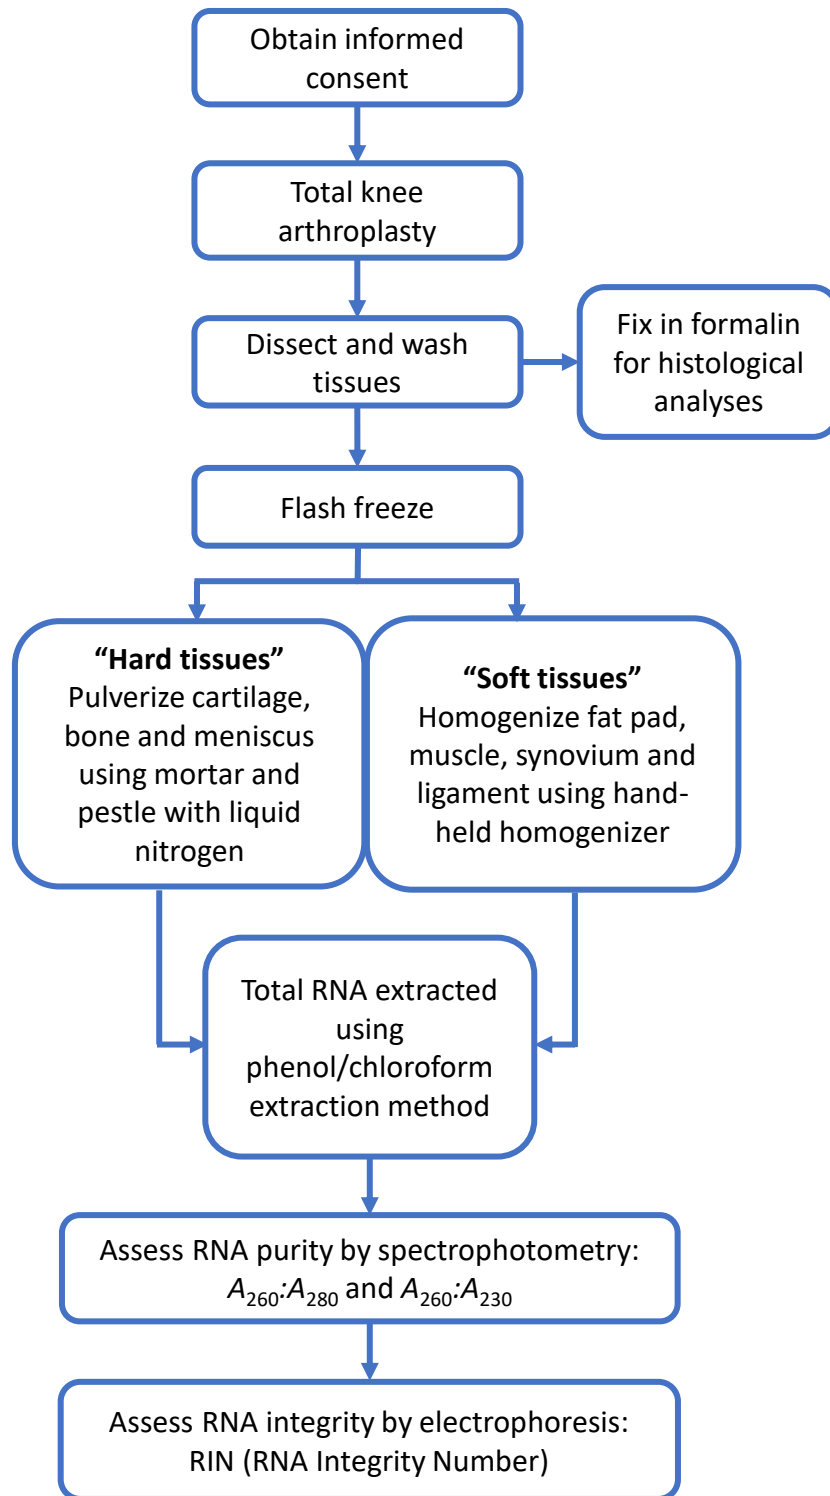 Obtain informed
consent
Total knee
arthroplasty
Dissect and wash
tissues
Fix in formalin
for histological
analyses
Flash freeze
“Hard tissues”
Pulverize cartilage,
bone and meniscus
using mortar and
pestle with liquid
nitrogen
“Soft tissues”
Homogenize fat pad,
muscle, synovium and
ligament using hand-
held homogenizer
Total RNA extracted
using
phenol/chloroform
extraction method
Assess RNA purity by spectrophotometry:
A260:A280 and A260:A230
Assess RNA integrity by electrophoresis:
RIN (RNA Integrity Number)